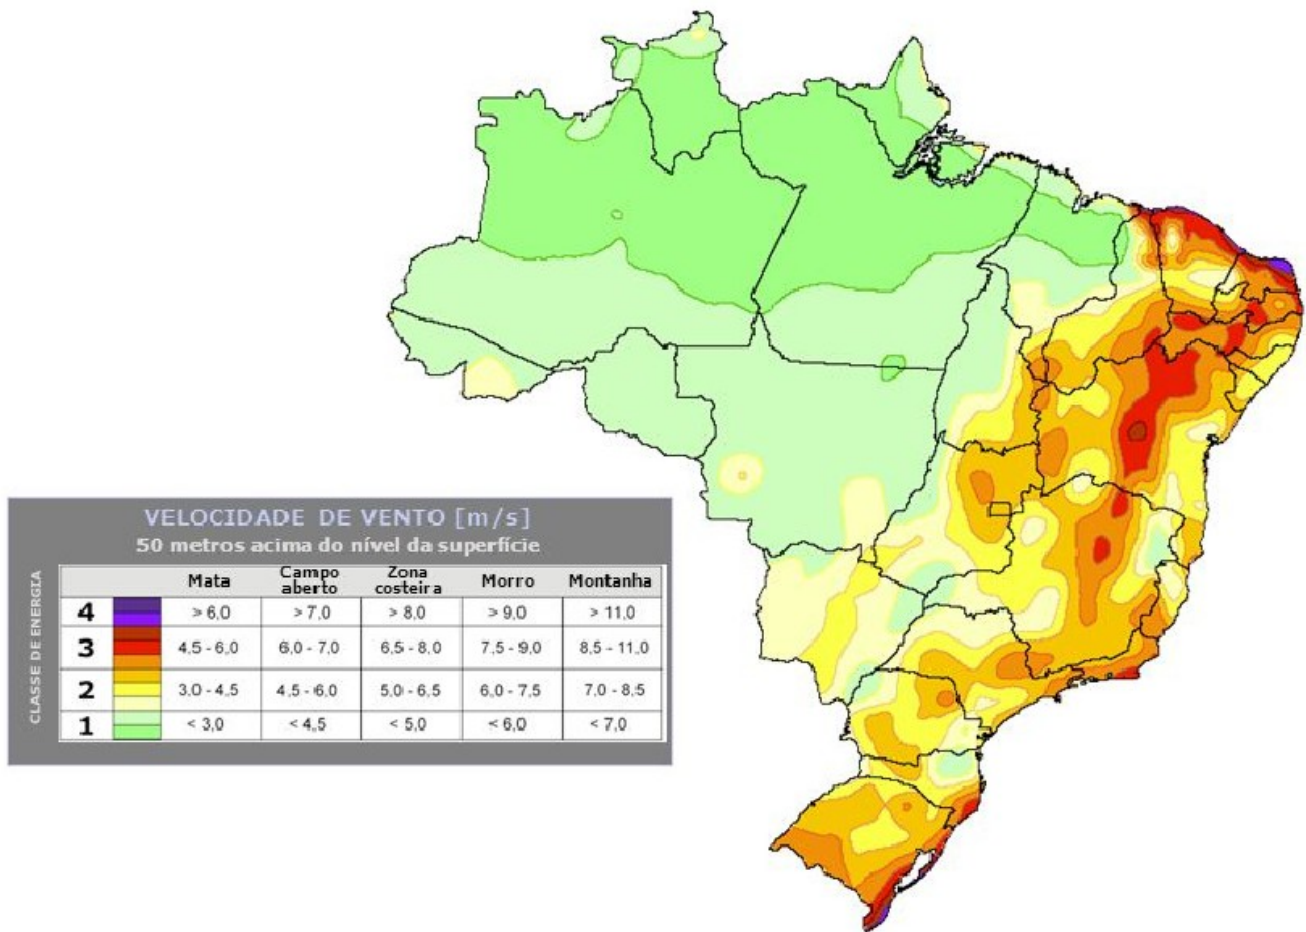 VELOCIDADE DE VENTO [m/s]
50 metros acima do nível da superfície
CLASSE DE ENERGIA
Mata Campo aberto Zona costeira Morro Montanha
4 > 6,0 > 7,0 > 8,0 > 9,0 > 11,0
3 4,5 - 6,0 6,0 - 7,0 6,5 - 8,0 7,5 - 9,0 8,5 - 11,0
2 3,0 - 4,5 4,5 - 6,0 5,0 - 6,5 6,0 - 7,5 7,0 - 8,5
1 < 3,0 < 4,5 < 5,0 < 6,0 < 7,0